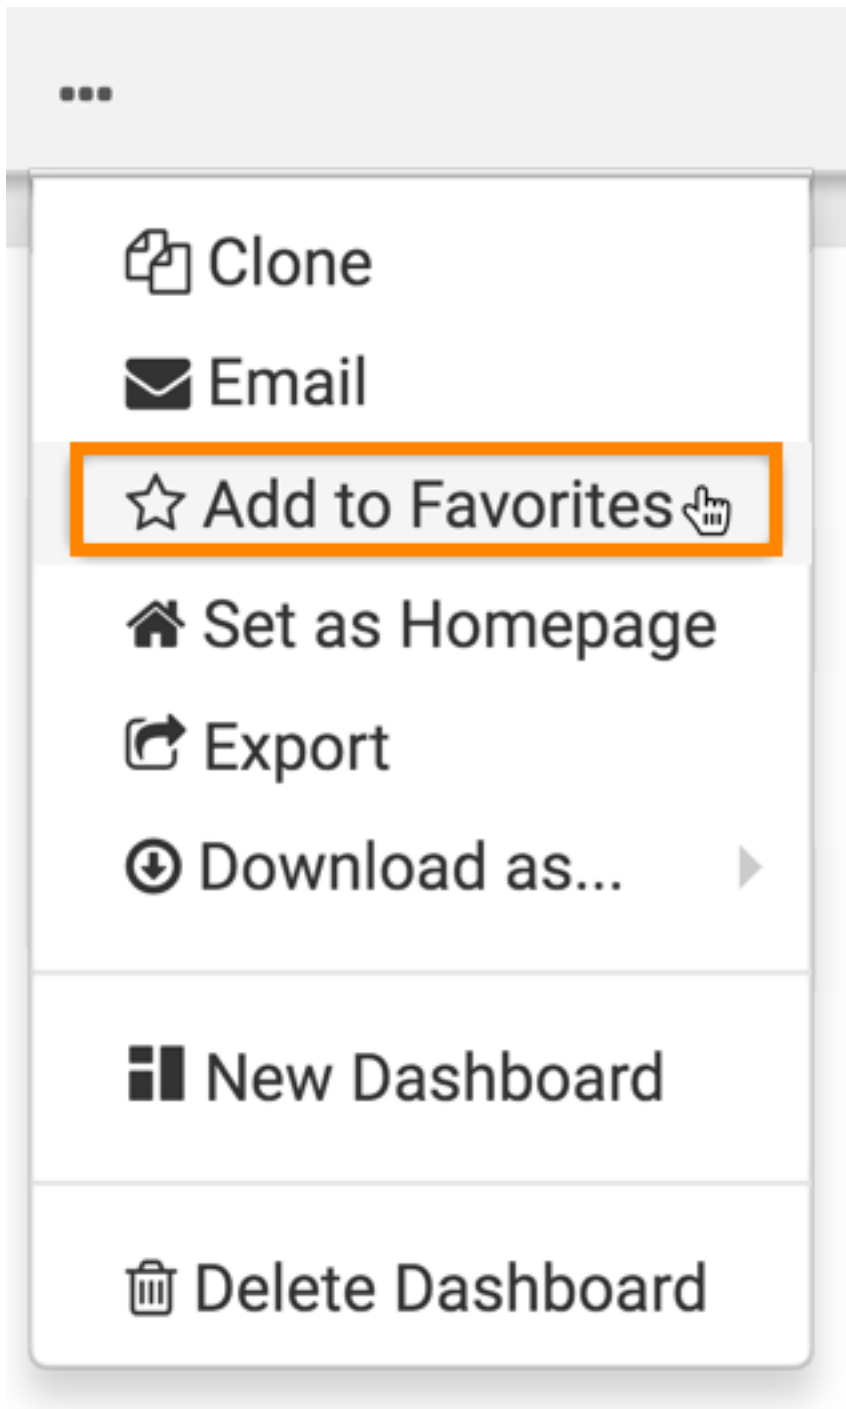 Clone
Email
Add to Favorites
Set as Homepage
Export
Download as...
New Dashboard
Delete Dashboard